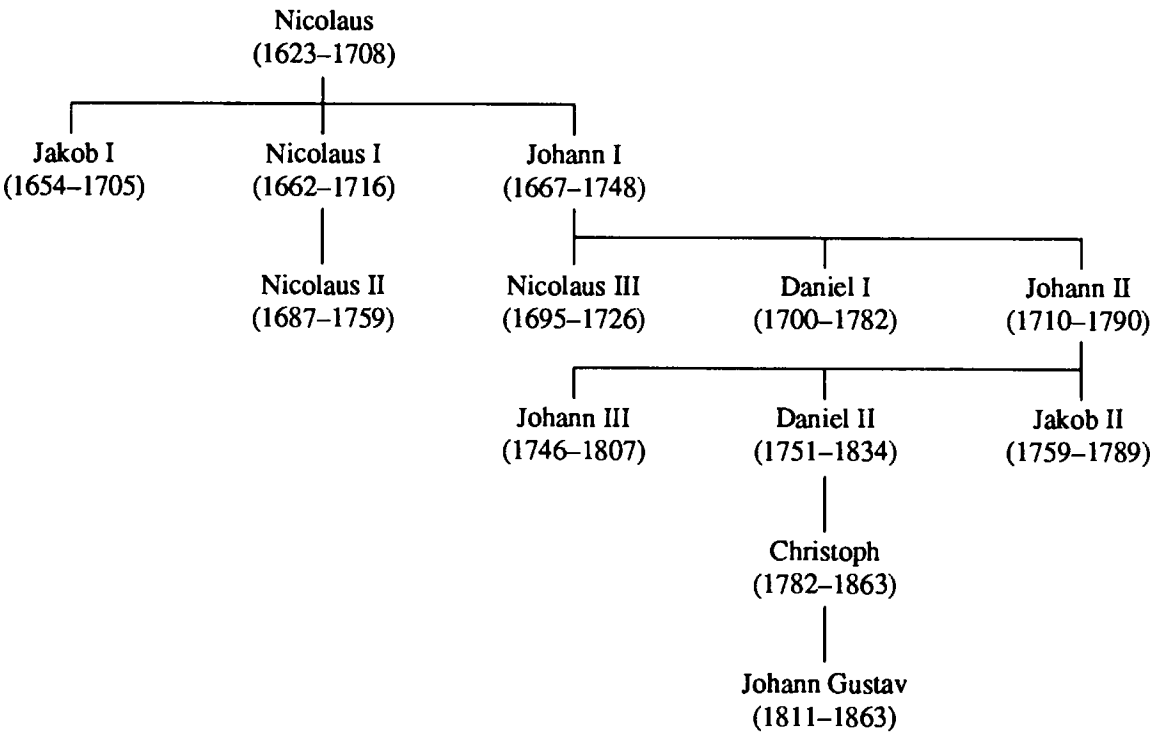 Nicolaus
(1623–1708)
Jakob I
(1654–1705)
Nicolaus I
(1662–1716)
Johann I
(1667–1748)
Nicolaus II
(1687–1759)
Nicolaus III
(1695–1726)
Daniel I
(1700–1782)
Johann II
(1710–1790)
Johann III
(1746–1807)
Daniel II
(1751–1834)
Jakob II
(1759–1789)
Christoph
(1782–1863)
Johann Gustav
(1811–1863)